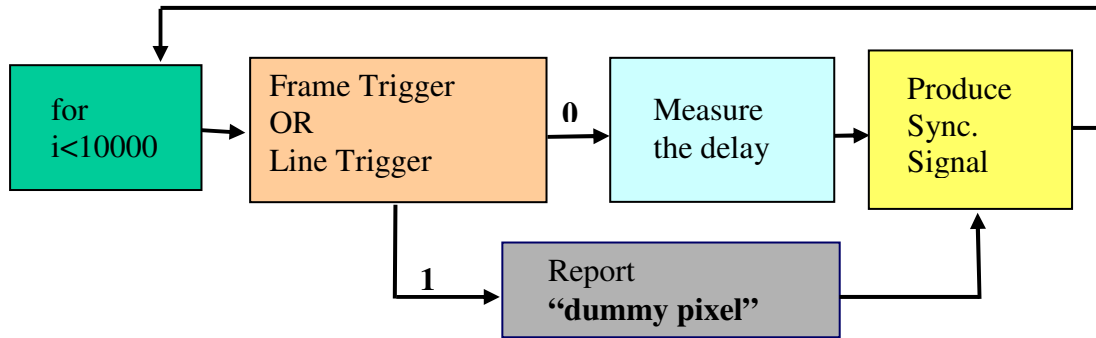 for
i<10000
Frame Trigger
OR
Line Trigger
0
Measure
the delay
Produce
Sync.
Signal
1
Report
“dummy pixel”